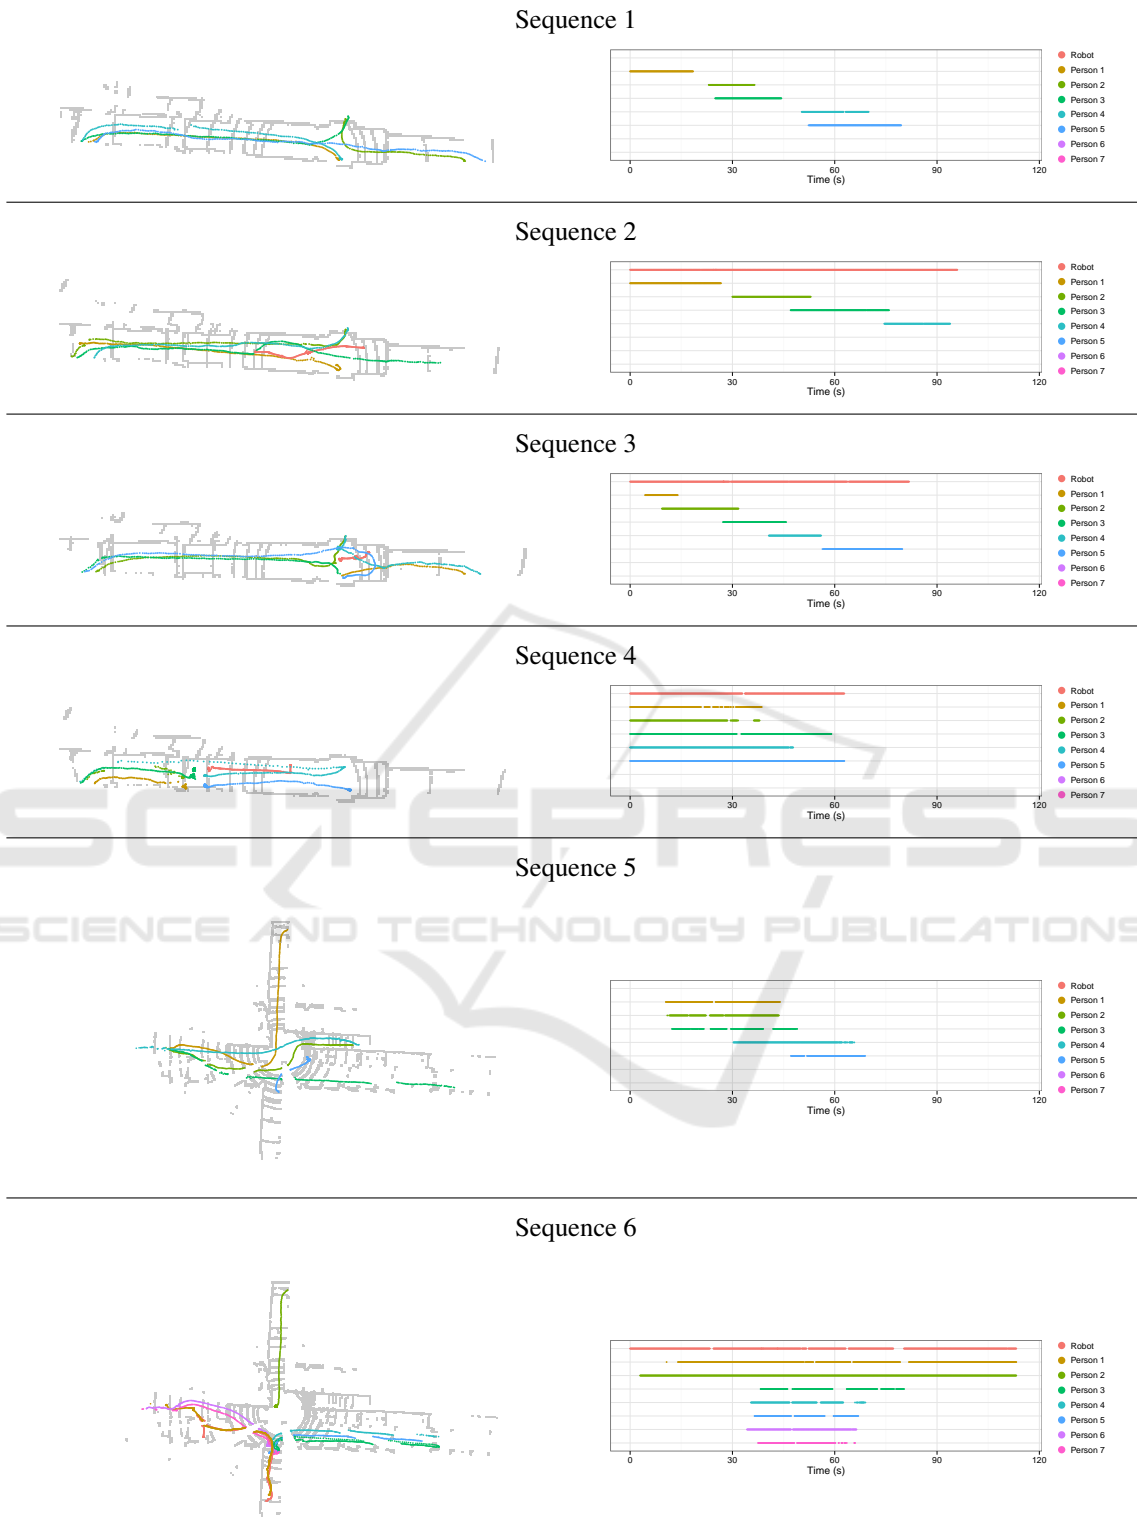 Sequence 1
Robot
Person 1
Person 2
Person 3
Person 4
Person 5
Person 6
Person 7
0 30 60 90 120
Time (s)
Sequence 2
Robot
Person 1
Person 2
Person 3
Person 4
Person 5
Person 6
Person 7
0 30 60 90 120
Time (s)
Sequence 3
Robot
Person 1
Person 2
Person 3
Person 4
Person 5
Person 6
Person 7
0 30 60 90 120
Time (s)
Sequence 4
Robot
Person 1
Person 2
Person 3
Person 4
Person 5
Person 6
Person 7
0 30 60 90 120
Time (s)
SCITEPRESS
Sequence 5
SCIENCE AND TECHNOLOGY PUBLICATIONS
Robot
Person 1
Person 2
Person 3
Person 4
Person 5
Person 6
Person 7
0 30 60 90 120
Time (s)
Sequence 6
Robot
Person 1
Person 2
Person 3
Person 4
Person 5
Person 6
Person 7
0 30 60 90 120
Time (s)